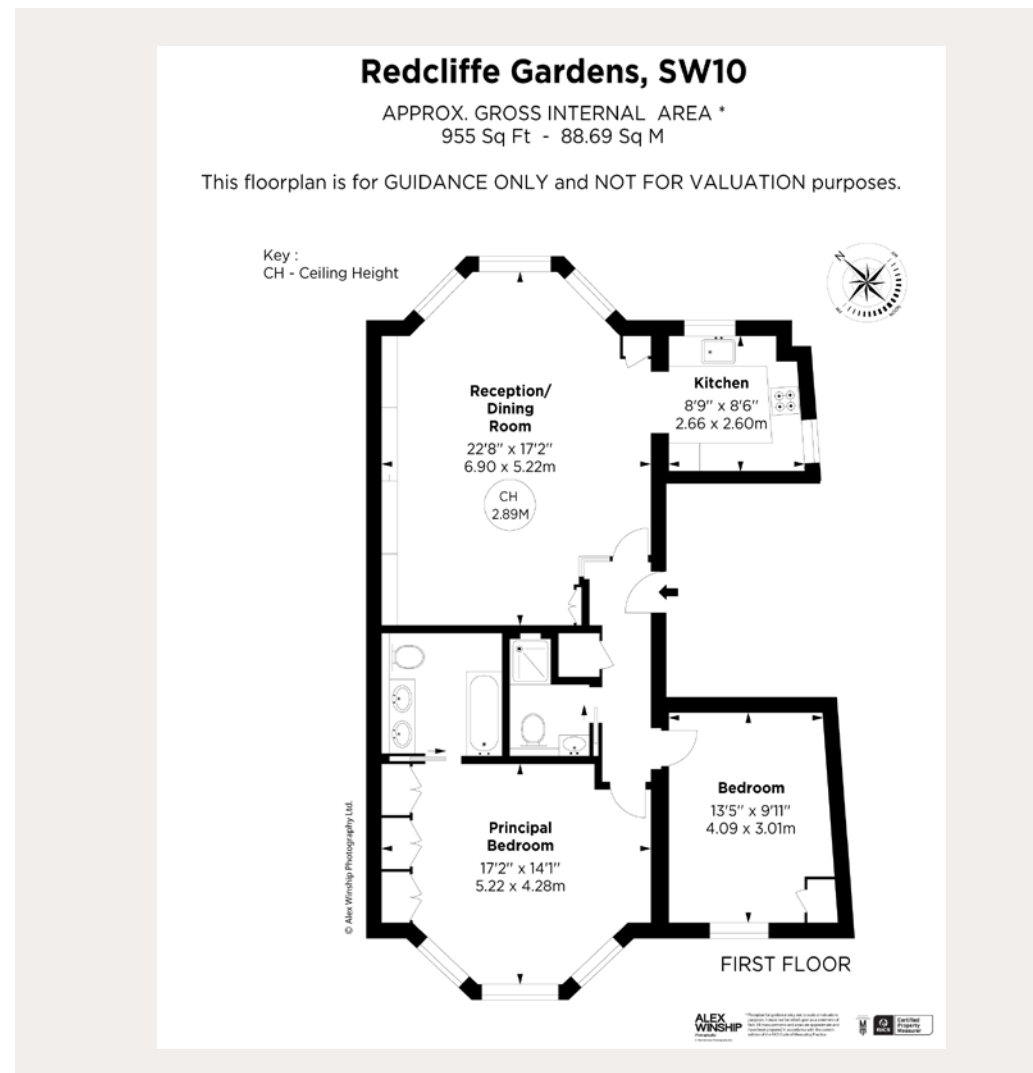 Redcliffe Gardens, SW10
APPROX. GROSS INTERNAL AREA *
955 Sq Ft - 88.69 Sq M
This floorplan is for GUIDANCE ONLY and NOT FOR VALUATION purposes.
Key :
CH - Ceiling Height
N
Reception/
Dining
Room
22'8" x 17'2"
6.90 x 5.22m
CH
2.89M
Kitchen
8'9" x 8'6"
2.66 x 2.60m
Bedroom
13'5" x 9'11"
4.09 x 3.01m
Principal
Bedroom
17'2" x 14'1"
5.22 x 4.28m
© Alex Winship Photography Ltd.
FIRST FLOOR
ALEX
WINSHIP
RICS
Certified
Property
Measurer